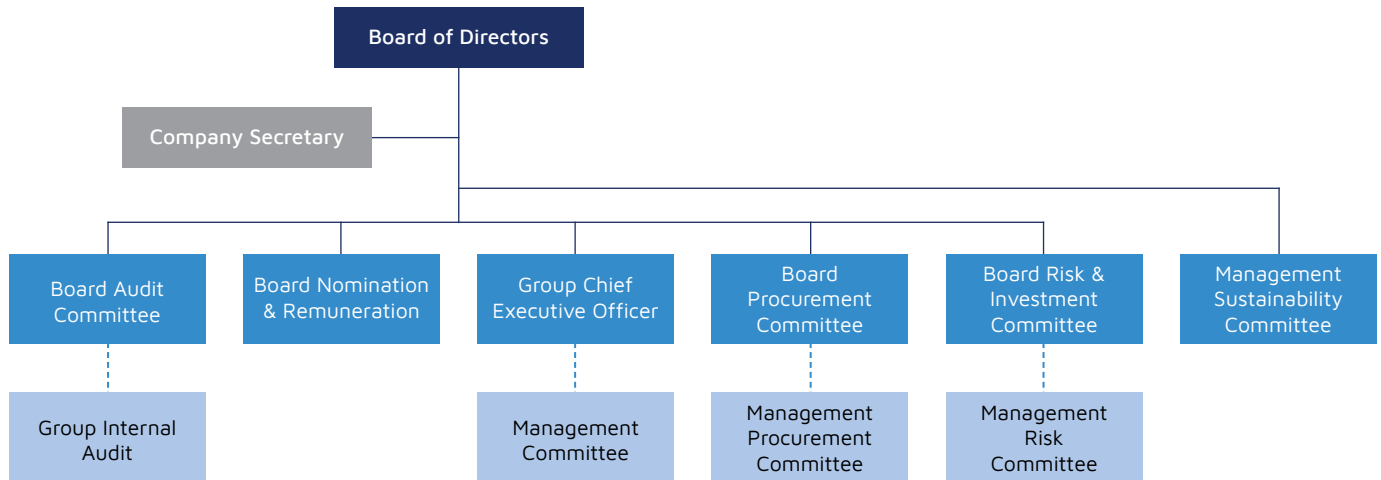 Board of Directors
Company Secretary
Board Audit
Committee
Board Nomination
& Remuneration
Group Chief
Executive Officer
Board
Procurement
Committee
Board Risk &
Investment
Committee
Management
Sustainability
Committee
Group Internal
Audit
Management
Committee
Management
Procurement
Committee
Management
Risk
Committee